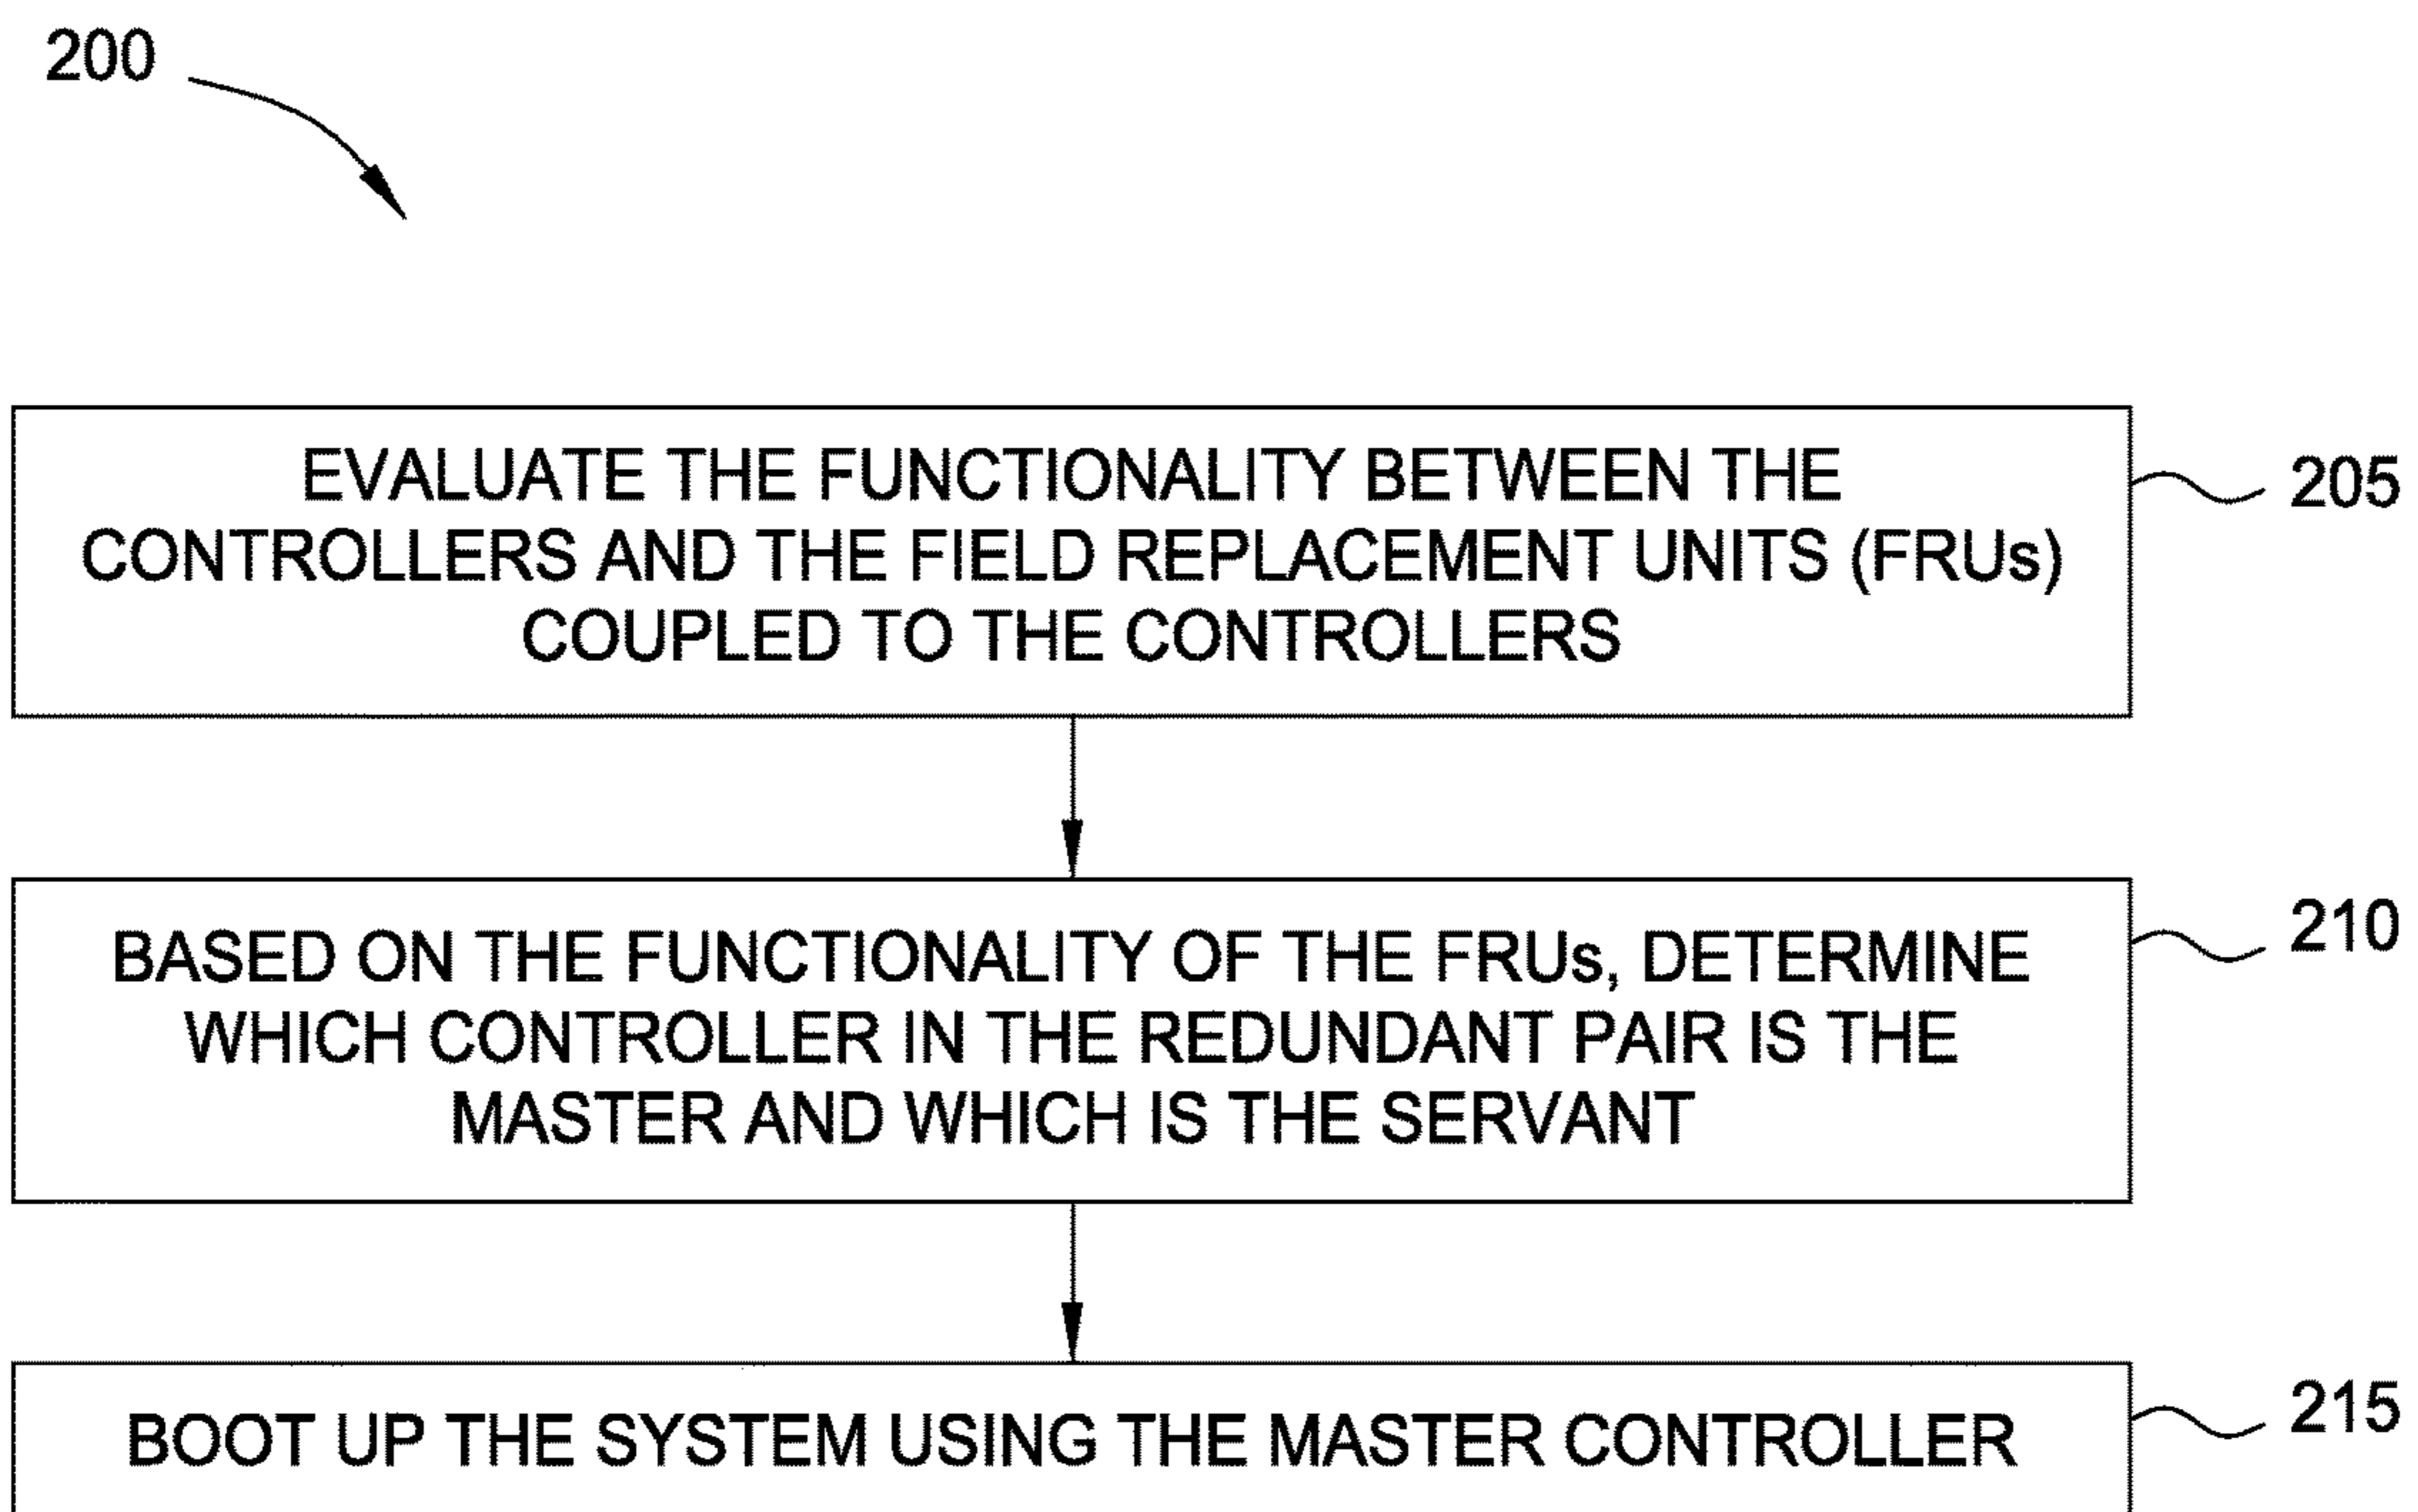 200
EVALUATE THE FUNCTIONALITY BETWEEN THE
CONTROLLERS AND THE FIELD REPLACEMENT UNITS (FRUs)
COUPLED TO THE CONTROLLERS
205
BASED ON THE FUNCTIONALITY OF THE FRUs, DETERMINE
WHICH CONTROLLER IN THE REDUNDANT PAIR IS THE
MASTER AND WHICH IS THE SERVANT
210
BOOT UP THE SYSTEM USING THE MASTER CONTROLLER
215